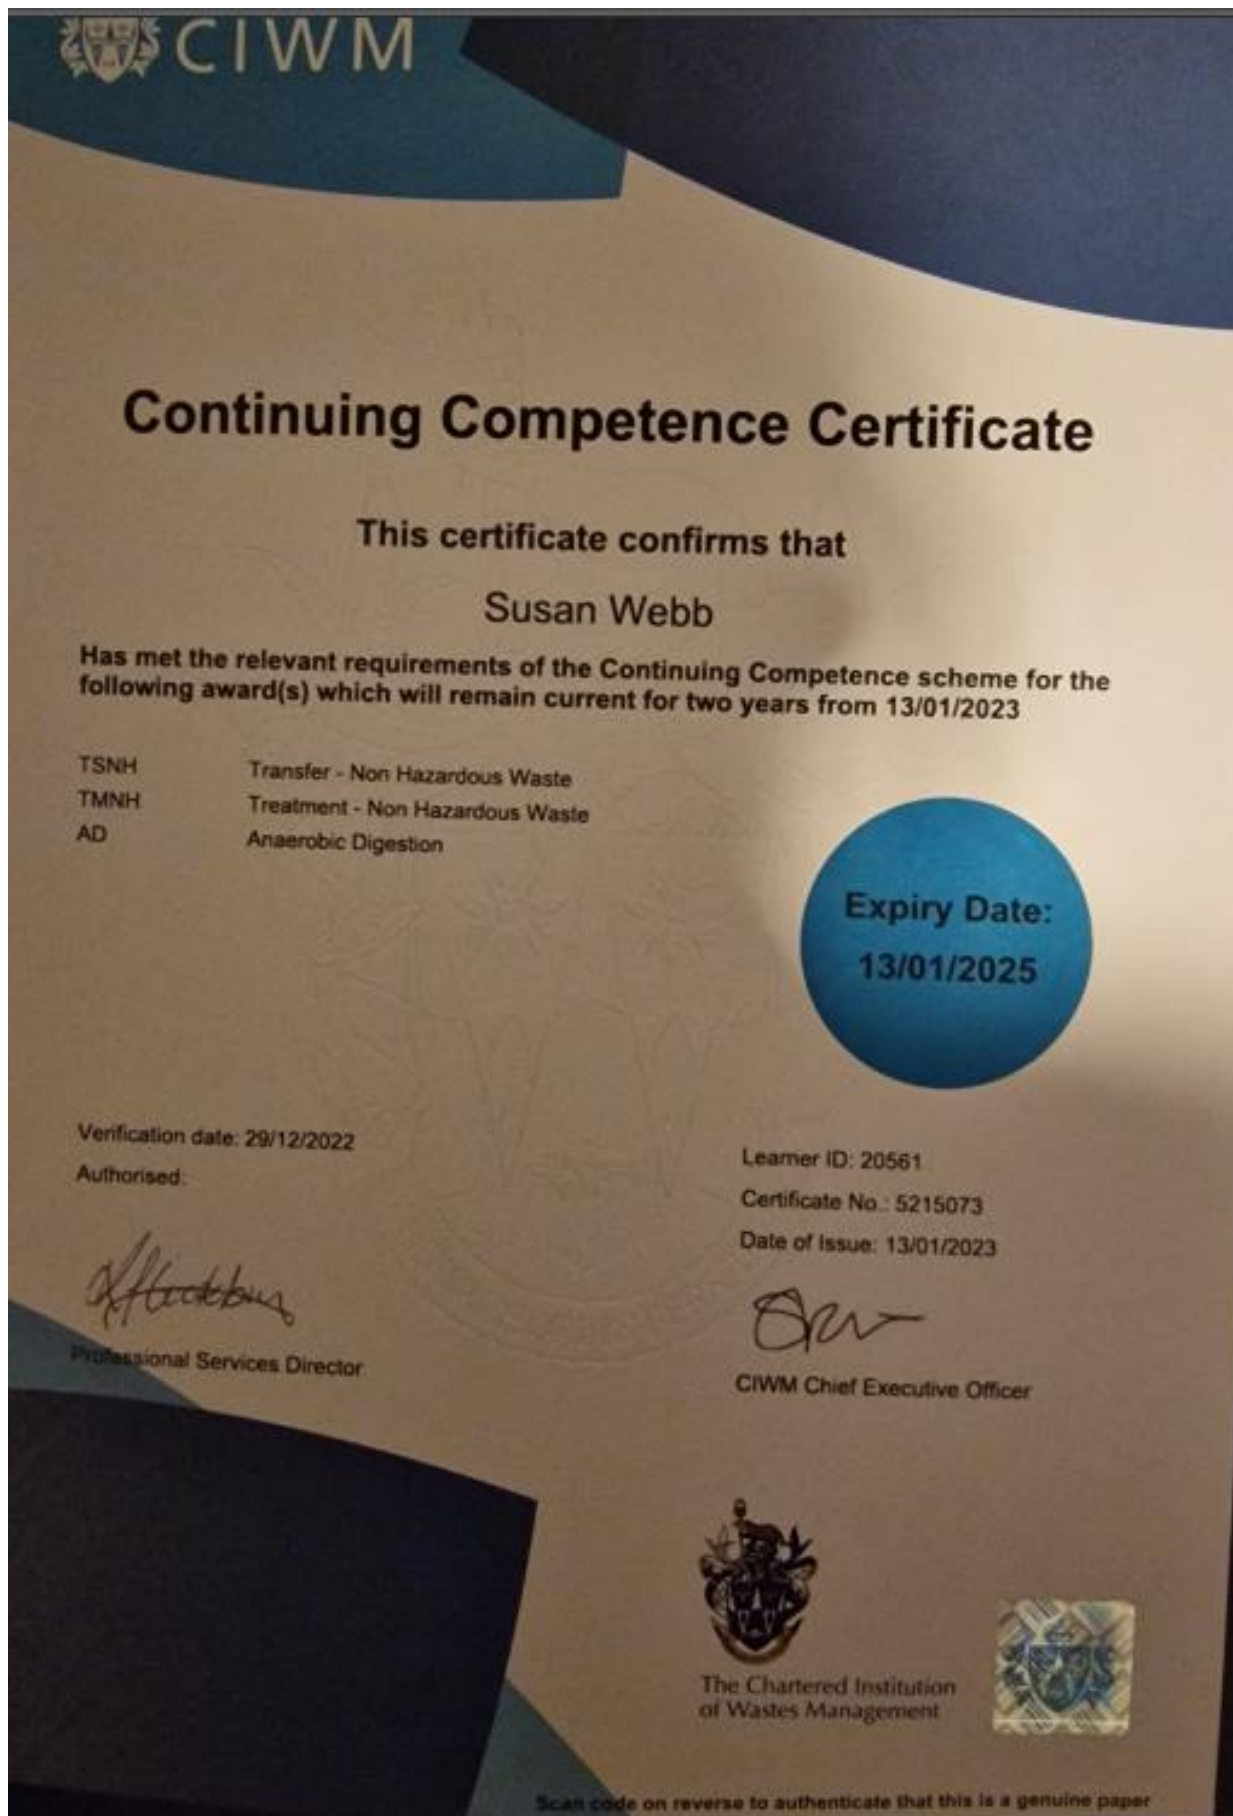 CIWM
Continuing Competence Certificate
This certificate confirms that
Susan Webb
Has met the relevant requirements of the Continuing Competence scheme for the
following award(s) which will remain current for two years from 13/01/2023
TSNH Transfer - Non Hazardous Waste
TMNH Treatment - Non Hazardous Waste
AD Anaerobic Digestion
Expiry Date:
13/01/2025
Verification date: 29/12/2022
Authorised:
Learner ID: 20561
Certificate No.: 5215073
Date of Issue: 13/01/2023
Professional Services Director
CIWM Chief Executive Officer
The Chartered Institution
of Wastes Management
Scan code on reverse to authenticate that this is a genuine paper